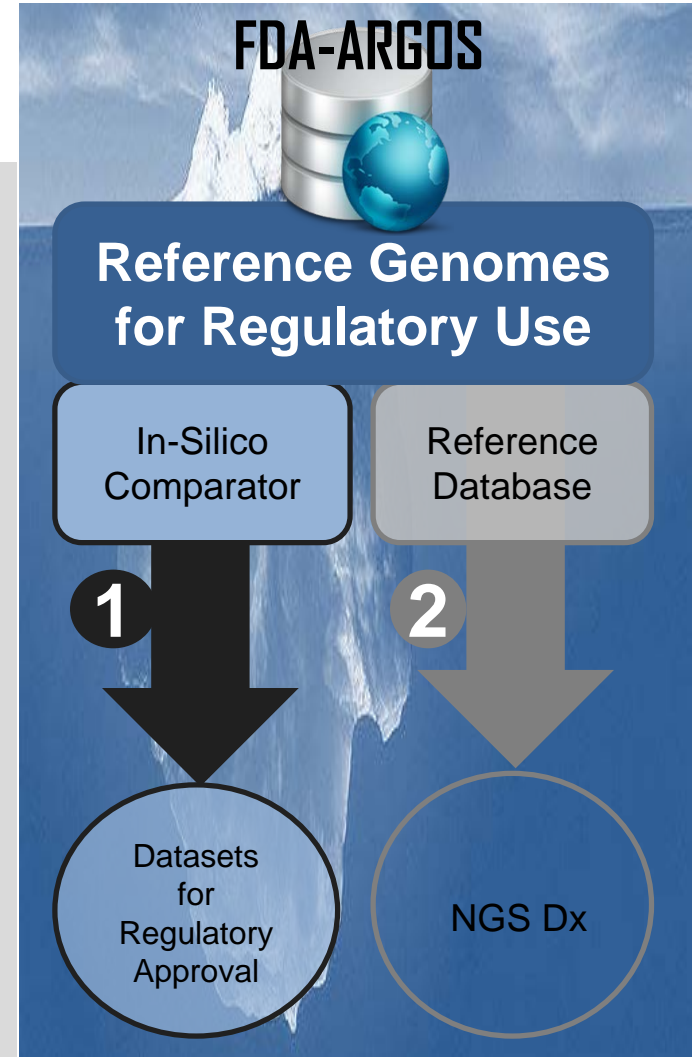 FDA-ARGOS
Reference Genomes
for Regulatory Use
In-Silico
Comparator
Reference
Database
1
2
Datasets
for
Regulatory
Approval
NGS Dx